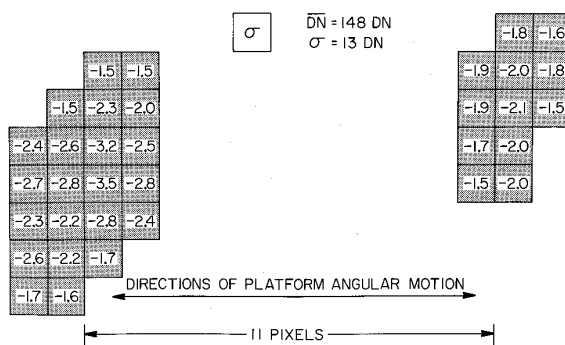 σ
D̅N̅ = 148 DN
σ = 13 DN
-1.5 -1.5
-1.5 -2.3 -2.0
-2.4 -2.6 -3.2 -2.5
-2.7 -2.8 -3.5 -2.8
-2.3 -2.2 -2.8 -2.4
-2.6 -2.2 -1.7
-1.7 -1.6
-1.8 -1.6
-1.9 -2.0 -1.8
-1.9 -2.1 -1.5
-1.7 -2.0
-1.5 -2.0
DIRECTIONS OF PLATFORM ANGULAR MOTION
11 PIXELS